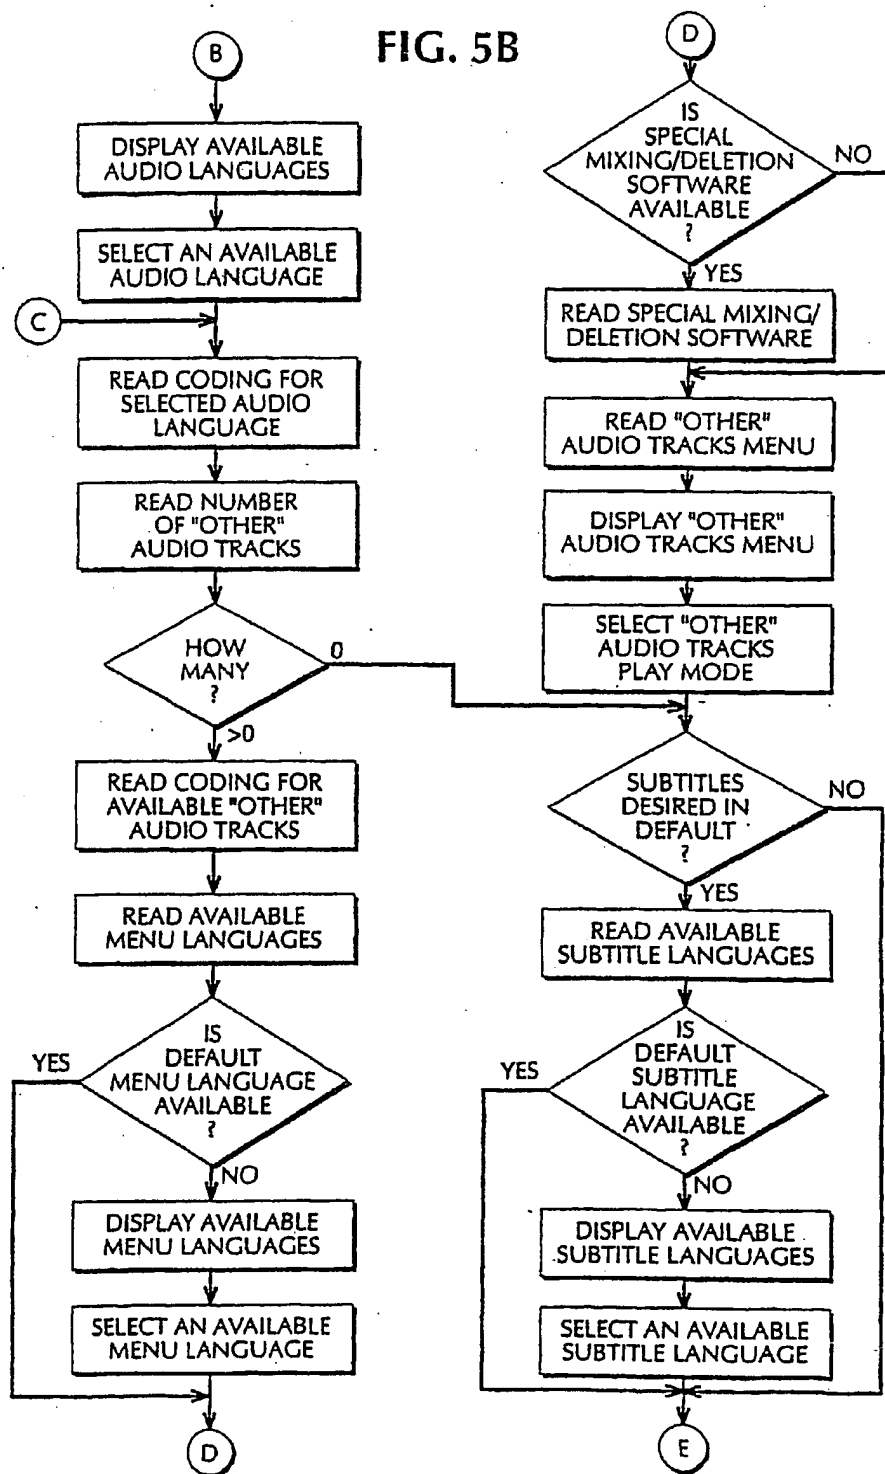 FIG. 5B
B
DISPLAY AVAILABLE
AUDIO LANGUAGES
SELECT AN AVAILABLE
AUDIO LANGUAGE
C
READ CODING FOR
SELECTED AUDIO
LANGUAGE
READ NUMBER
OF "OTHER"
AUDIO TRACKS
HOW
MANY
?
0
>0
READ CODING FOR
AVAILABLE "OTHER"
AUDIO TRACKS
READ AVAILABLE
MENU LANGUAGES
IS
DEFAULT
MENU LANGUAGE
AVAILABLE
?
YES
NO
DISPLAY AVAILABLE
MENU LANGUAGES
SELECT AN AVAILABLE
MENU LANGUAGE
D
D
IS
SPECIAL
MIXING/DELETION
SOFTWARE
AVAILABLE
?
NO
YES
READ SPECIAL MIXING/
DELETION SOFTWARE
READ "OTHER"
AUDIO TRACKS MENU
DISPLAY "OTHER"
AUDIO TRACKS MENU
SELECT "OTHER"
AUDIO TRACKS
PLAY MODE
SUBTITLES
DESIRED IN
DEFAULT
?
NO
YES
READ AVAILABLE
SUBTITLE LANGUAGES
IS
DEFAULT
SUBTITLE
LANGUAGE
AVAILABLE
?
YES
NO
DISPLAY AVAILABLE
SUBTITLE LANGUAGES
SELECT AN AVAILABLE
SUBTITLE LANGUAGE
E